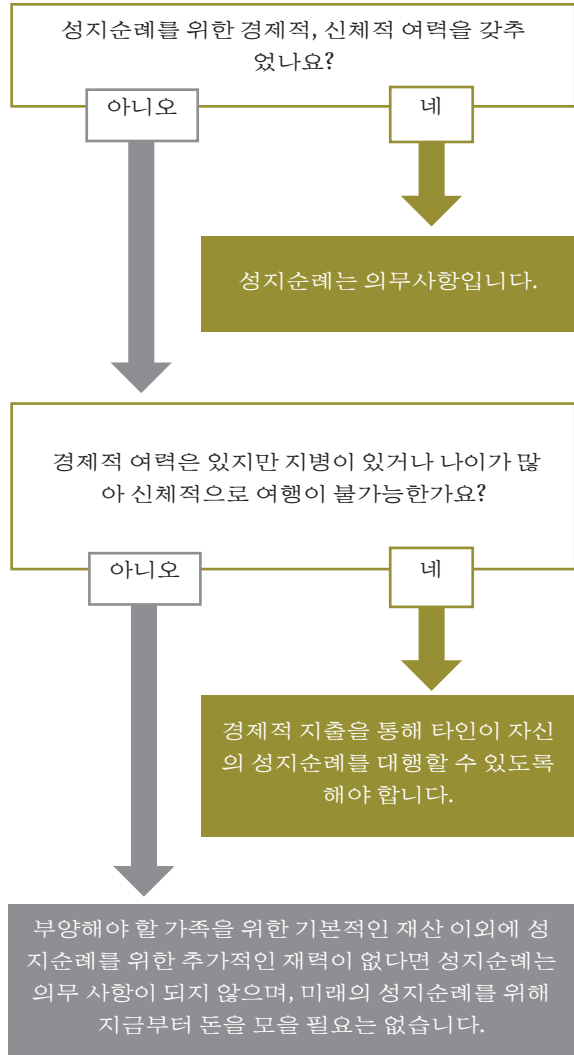 성지순례를 위한 경제적, 신체적 여력을 갖추
었나요?
아니오
네
성지순례는 의무사항입니다.
경제적 여력은 있지만 지병이 있거나 나이가 많
아 신체적으로 여행이 불가능한가요?
아니오
네
경제적 지출을 통해 타인이 자신
의 성지순례를 대행할 수 있도록
해야 합니다.
부양해야 할 가족을 위한 기본적인 재산 이외에 성
지순례를 위한 추가적인 재력이 없다면 성지순례는
의무 사항이 되지 않으며, 미래의 성지순례를 위해
지금부터 돈을 모을 필요는 없습니다.